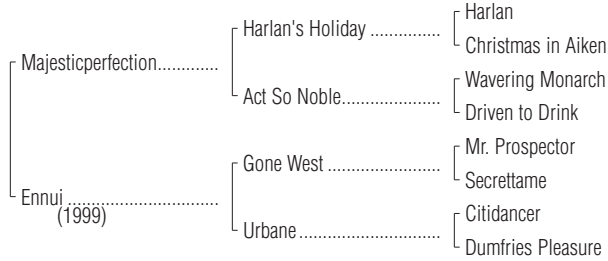 Harlan
Harlan's Holiday ...............
Christmas in Aiken
Majesticperfection.............
Wavering Monarch
Act So Noble......................
Driven to Drink
Mr. Prospector
Gone West .........................
Secrettame
Ennui .................................
(1999)
Citidancer
Urbane ...............................
Dumfries Pleasure